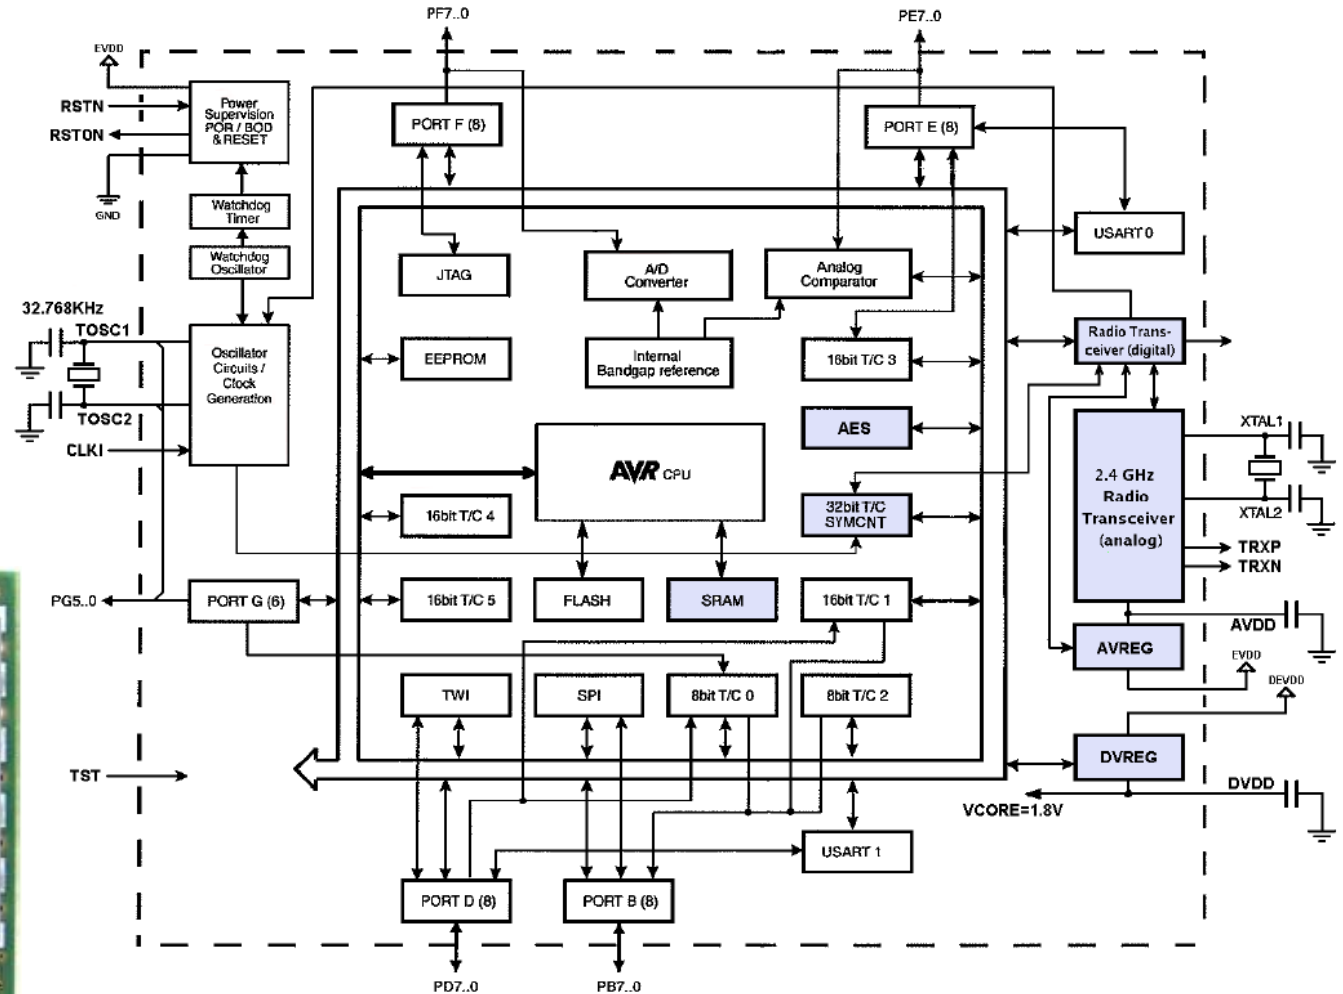 PF7..0
PE7..0
EVDD
RSTN
RSTON
GND
Power
Supervision
POR / BOD
& RESET
PORT F (8)
PORT E (8)
Watchdog
Timer
Watchdog
Oscillator
USART 0
JTAG
A/D
Converter
Analog
Comparator
32.768KHz
TOSC1
TOSC2
CLKI
Oscillator
Circuits /
Clock
Generation
EEPROM
Internal
Bandgap reference
16bit T/C 3
Radio Trans-
ceiver (digital)
AES
AVR CPU
2.4 GHz
Radio
Transceiver
(analog)
XTAL1
XTAL2
16bit T/C 4
32bit T/C
SYMCNT
TRXP
TRXN
PG5..0
PORT G (6)
16bit T/C 5
FLASH
SRAM
16bit T/C 1
AVDD
AVREG
EVDD
DEVDD
TWI
SPI
8bit T/C 0
8bit T/C 2
TST
DVREG
DVDD
VCORE=1.8V
USART 1
PORT D (8)
PORT B (8)
PD7..0
PB7..0